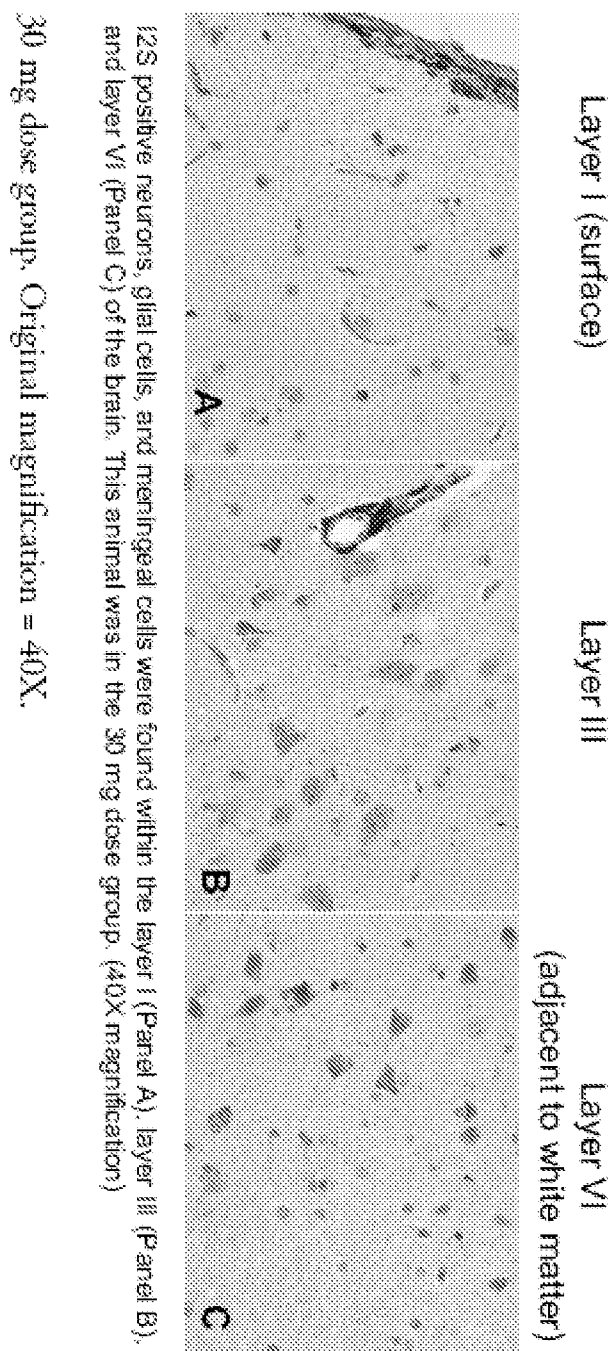 Layer I (surface)
Layer III
Layer VI
(adjacent to white matter)
A
B
C
I2S positive neurons, glial cells, and meningeal cells were found within the layer I (Panel A), layer III (Panel B),
and layer VI (Panel C) of the brain. This animal was in the 30 mg dose group. (40X magnification)
30 mg dose group. Original magnification = 40X.